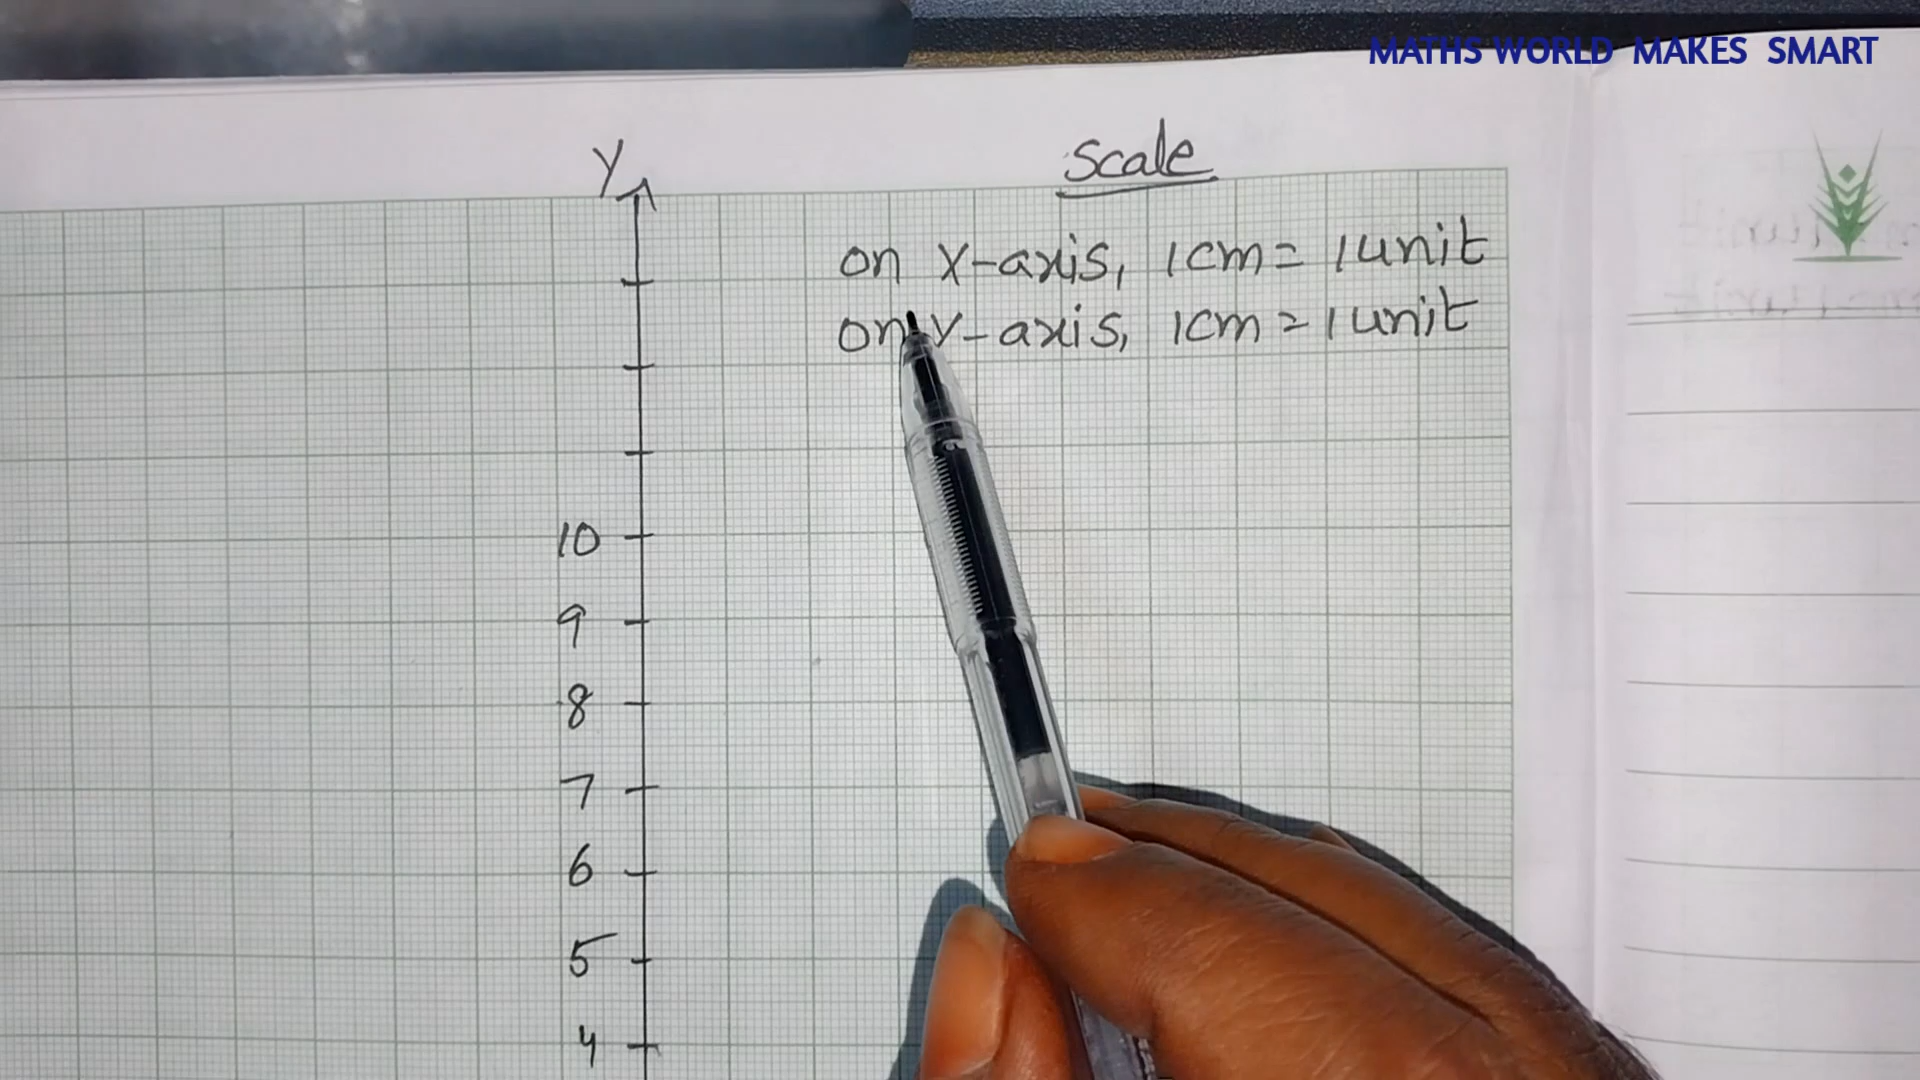 MATHS WORLD MAKES SMART
Y
Scale
on X-axis, 1cm = 1unit
on Y-axis, 1cm = 1unit
10
9
8
7
6
5
4